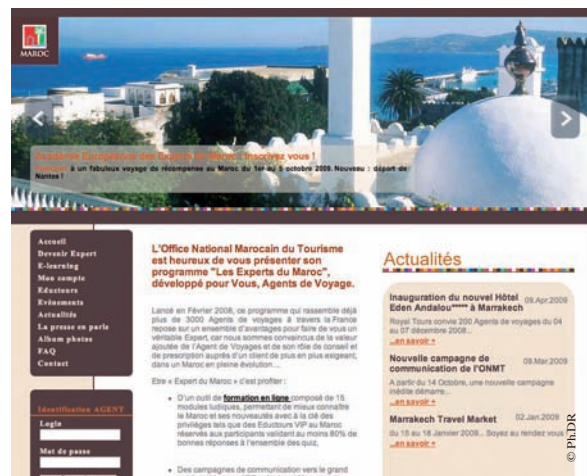 MAROC
Académie Européenne des Experts du Maroc : Inscrivez vous !
à un fabuleux voyage de récompense au Maroc du 1er au 5 octobre 2009. Nouveau : départ de
Nantes !
Accueil
Devenir Expert
E-learning
Mon compte
Eductours
Evènements
Actualités
La presse en parle
Album photos
FAQ
Contact
Identification AGENT
Login
Mot de passe
L'Office National Marocain du Tourisme
est heureux de vous présenter son
programme "Les Experts du Maroc",
développé pour Vous, Agents de Voyage.
Lancé en Février 2008, ce programme qui rassemble déjà
plus de 3000 Agents de voyages à travers la France
repose sur un ensemble d'avantages pour faire de vous un
véritable Expert, car nous sommes convaincus de la valeur
ajoutée de l'Agent de Voyages et de son rôle de conseil et
de prescription auprès d'un client de plus en plus exigeant,
dans un Maroc en pleine évolution...
Etre « Expert du Maroc » c'est profiter :
• D'un outil de formation en ligne composé de 15
modules ludiques, permettant de mieux connaître
le Maroc et ses nouveautés avec à la clé des
privilèges tels que des Eductours VIP au Maroc
réservés aux participants validant au moins 80% de
bonnes réponses à l'ensemble des quiz,
• Des campagnes de communication vers le grand
Actualités
Inauguration du nouvel Hôtel 09.Apr.2009
Eden Andalou***** à Marrakech
Royal Tours convie 200 Agents de voyages du 04
au 07 décembre 2008...
...en savoir +
Nouvelle campagne de 09.Mar.2009
communication de l'ONMT
A partir du 14 Octobre, une nouvelle campagne
inédite démarre...
...en savoir +
Marrakech Travel Market 02.Jan.2009
du 15 au 18 Janvier 2009... Soyez au rendez vous
...en savoir +
© Ph.DR